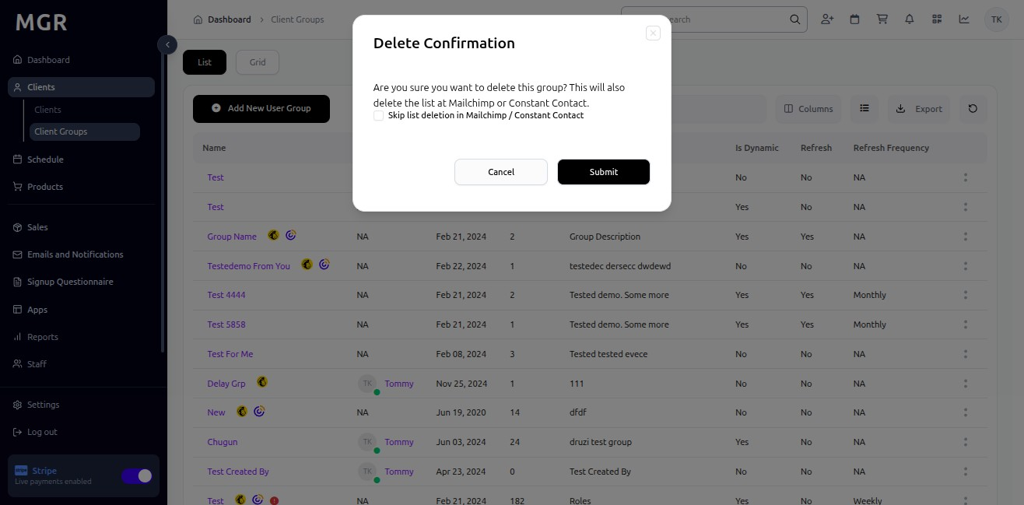 MGR
Dashboard > Client Groups
TK
Dashboard
Clients
Clients
Client Groups
Schedule
Products
Sales
Emails and Notifications
Signup Questionnaire
Apps
Reports
Staff
Settings
Log out
Stripe
Live payments enabled
List
Grid
Add New User Group
Columns
Export
Delete Confirmation
Are you sure you want to delete this group? This will also
delete the list at Mailchimp or Constant Contact.
Skip list deletion in Mailchimp / Constant Contact
Cancel
Submit
Name Is Dynamic Refresh Refresh Frequency
Test No No NA
Test Yes No NA
Group Name NA Feb 21, 2024 2 Group Description Yes Yes NA
Testedemo From You NA Feb 22, 2024 1 testedec dersecc dwdewd No No NA
Test 4444 NA Feb 21, 2024 2 Tested demo. Some more Yes Yes Monthly
Test 5858 NA Feb 21, 2024 1 Tested demo. Some more Yes Yes Monthly
Test For Me NA Feb 08, 2024 3 Tested tested evece No No NA
Delay Grp TK Tommy Nov 25, 2024 1 111 No No NA
New NA Jun 19, 2020 14 dfdf No No NA
Chugun TK Tommy Jun 03, 2024 24 druzi test group Yes No NA
Test Created By TK Tommy Apr 23, 2024 0 Test Created By No No NA
Test NA Feb 21, 2024 182 Roles Yes No Weekly